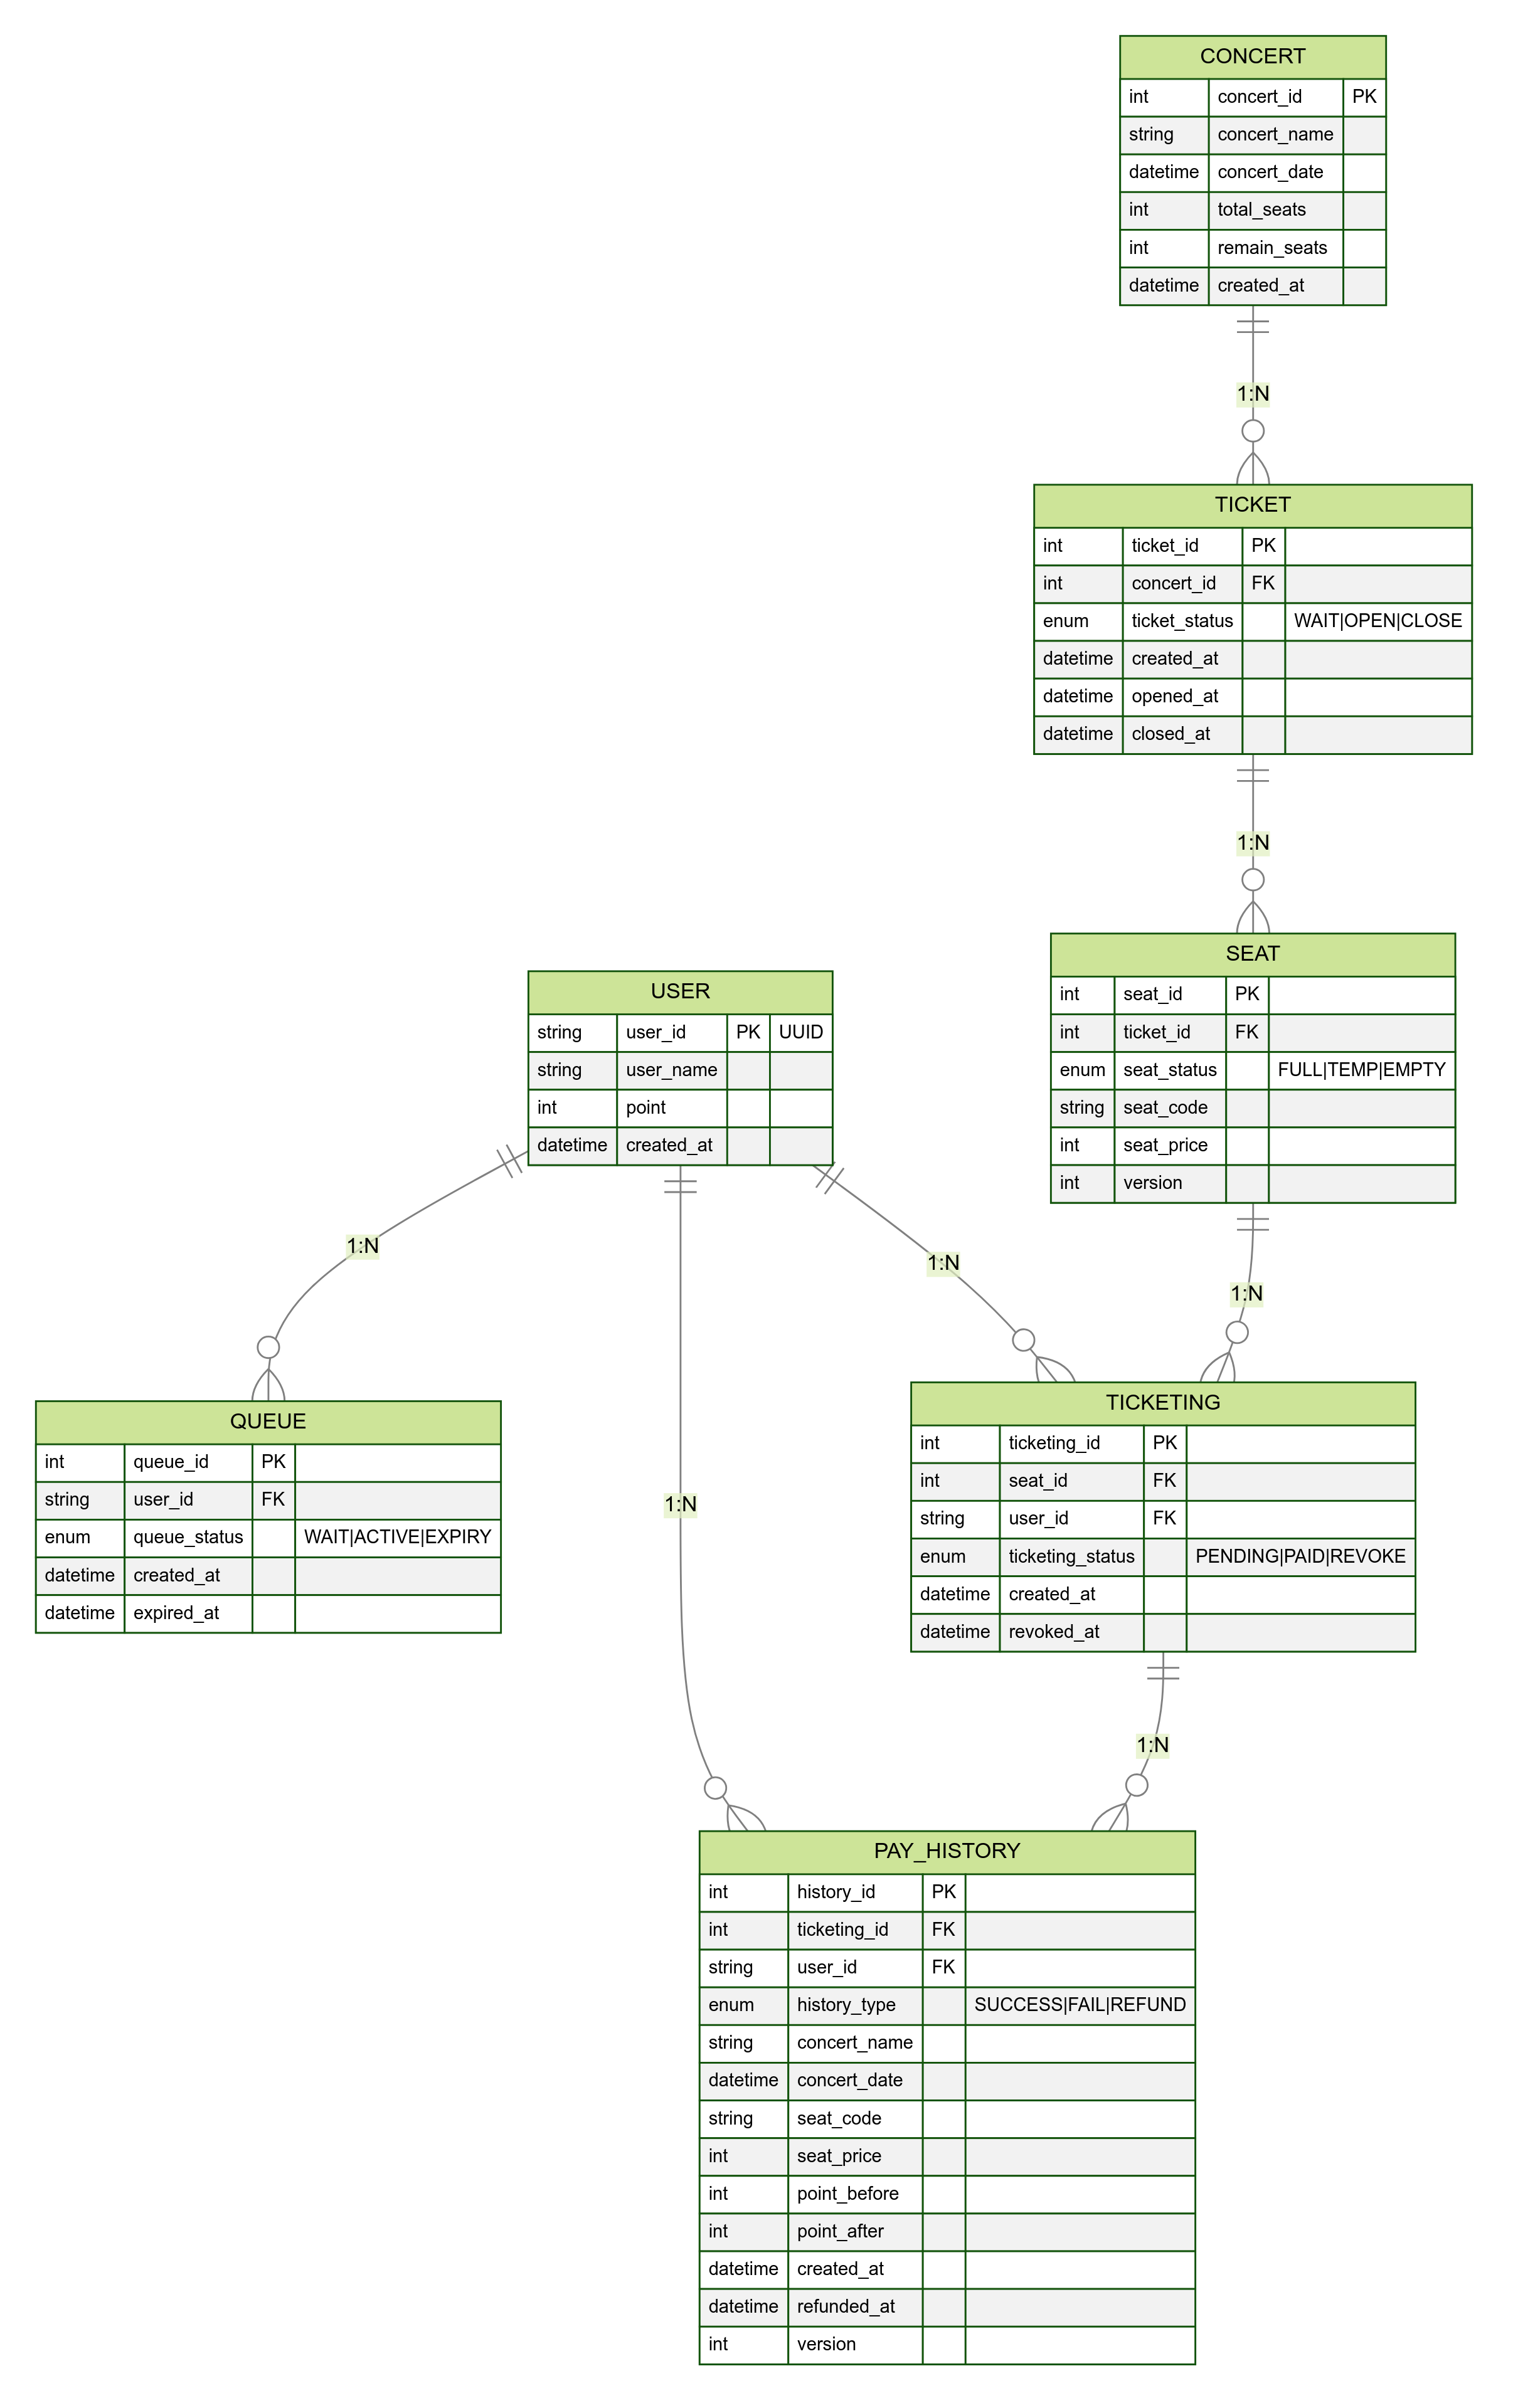 CONCERT
int concert_id PK
string concert_name
datetime concert_date
int total_seats
int remain_seats
datetime created_at
1:N
TICKET
int ticket_id PK
int concert_id FK
enum ticket_status WAIT|OPEN|CLOSE
datetime created_at
datetime opened_at
datetime closed_at
1:N
SEAT
int seat_id PK
int ticket_id FK
enum seat_status FULL|TEMP|EMPTY
string seat_code
int seat_price
int version
USER
string user_id PK UUID
string user_name
int point
datetime created_at
1:N
1:N
1:N
1:N
QUEUE
int queue_id PK
string user_id FK
enum queue_status WAIT|ACTIVE|EXPIRY
datetime created_at
datetime expired_at
TICKETING
int ticketing_id PK
int seat_id FK
string user_id FK
enum ticketing_status PENDING|PAID|REVOKE
datetime created_at
datetime revoked_at
1:N
PAY_HISTORY
int history_id PK
int ticketing_id FK
string user_id FK
enum history_type SUCCESS|FAIL|REFUND
string concert_name
datetime concert_date
string seat_code
int seat_price
int point_before
int point_after
datetime created_at
datetime refunded_at
int version